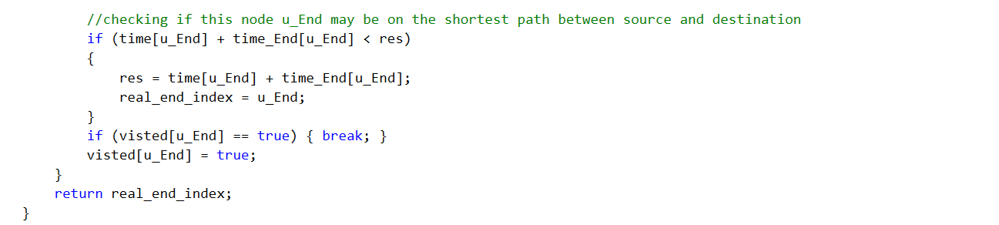 //checking if this node u_End may be on the shortest path between source and destination
if (time[u_End] + time_End[u_End] < res)
{
res = time[u_End] + time_End[u_End];
real_end_index = u_End;
}
if (visted[u_End] == true) { break; }
visted[u_End] = true;
}
return real_end_index;
}